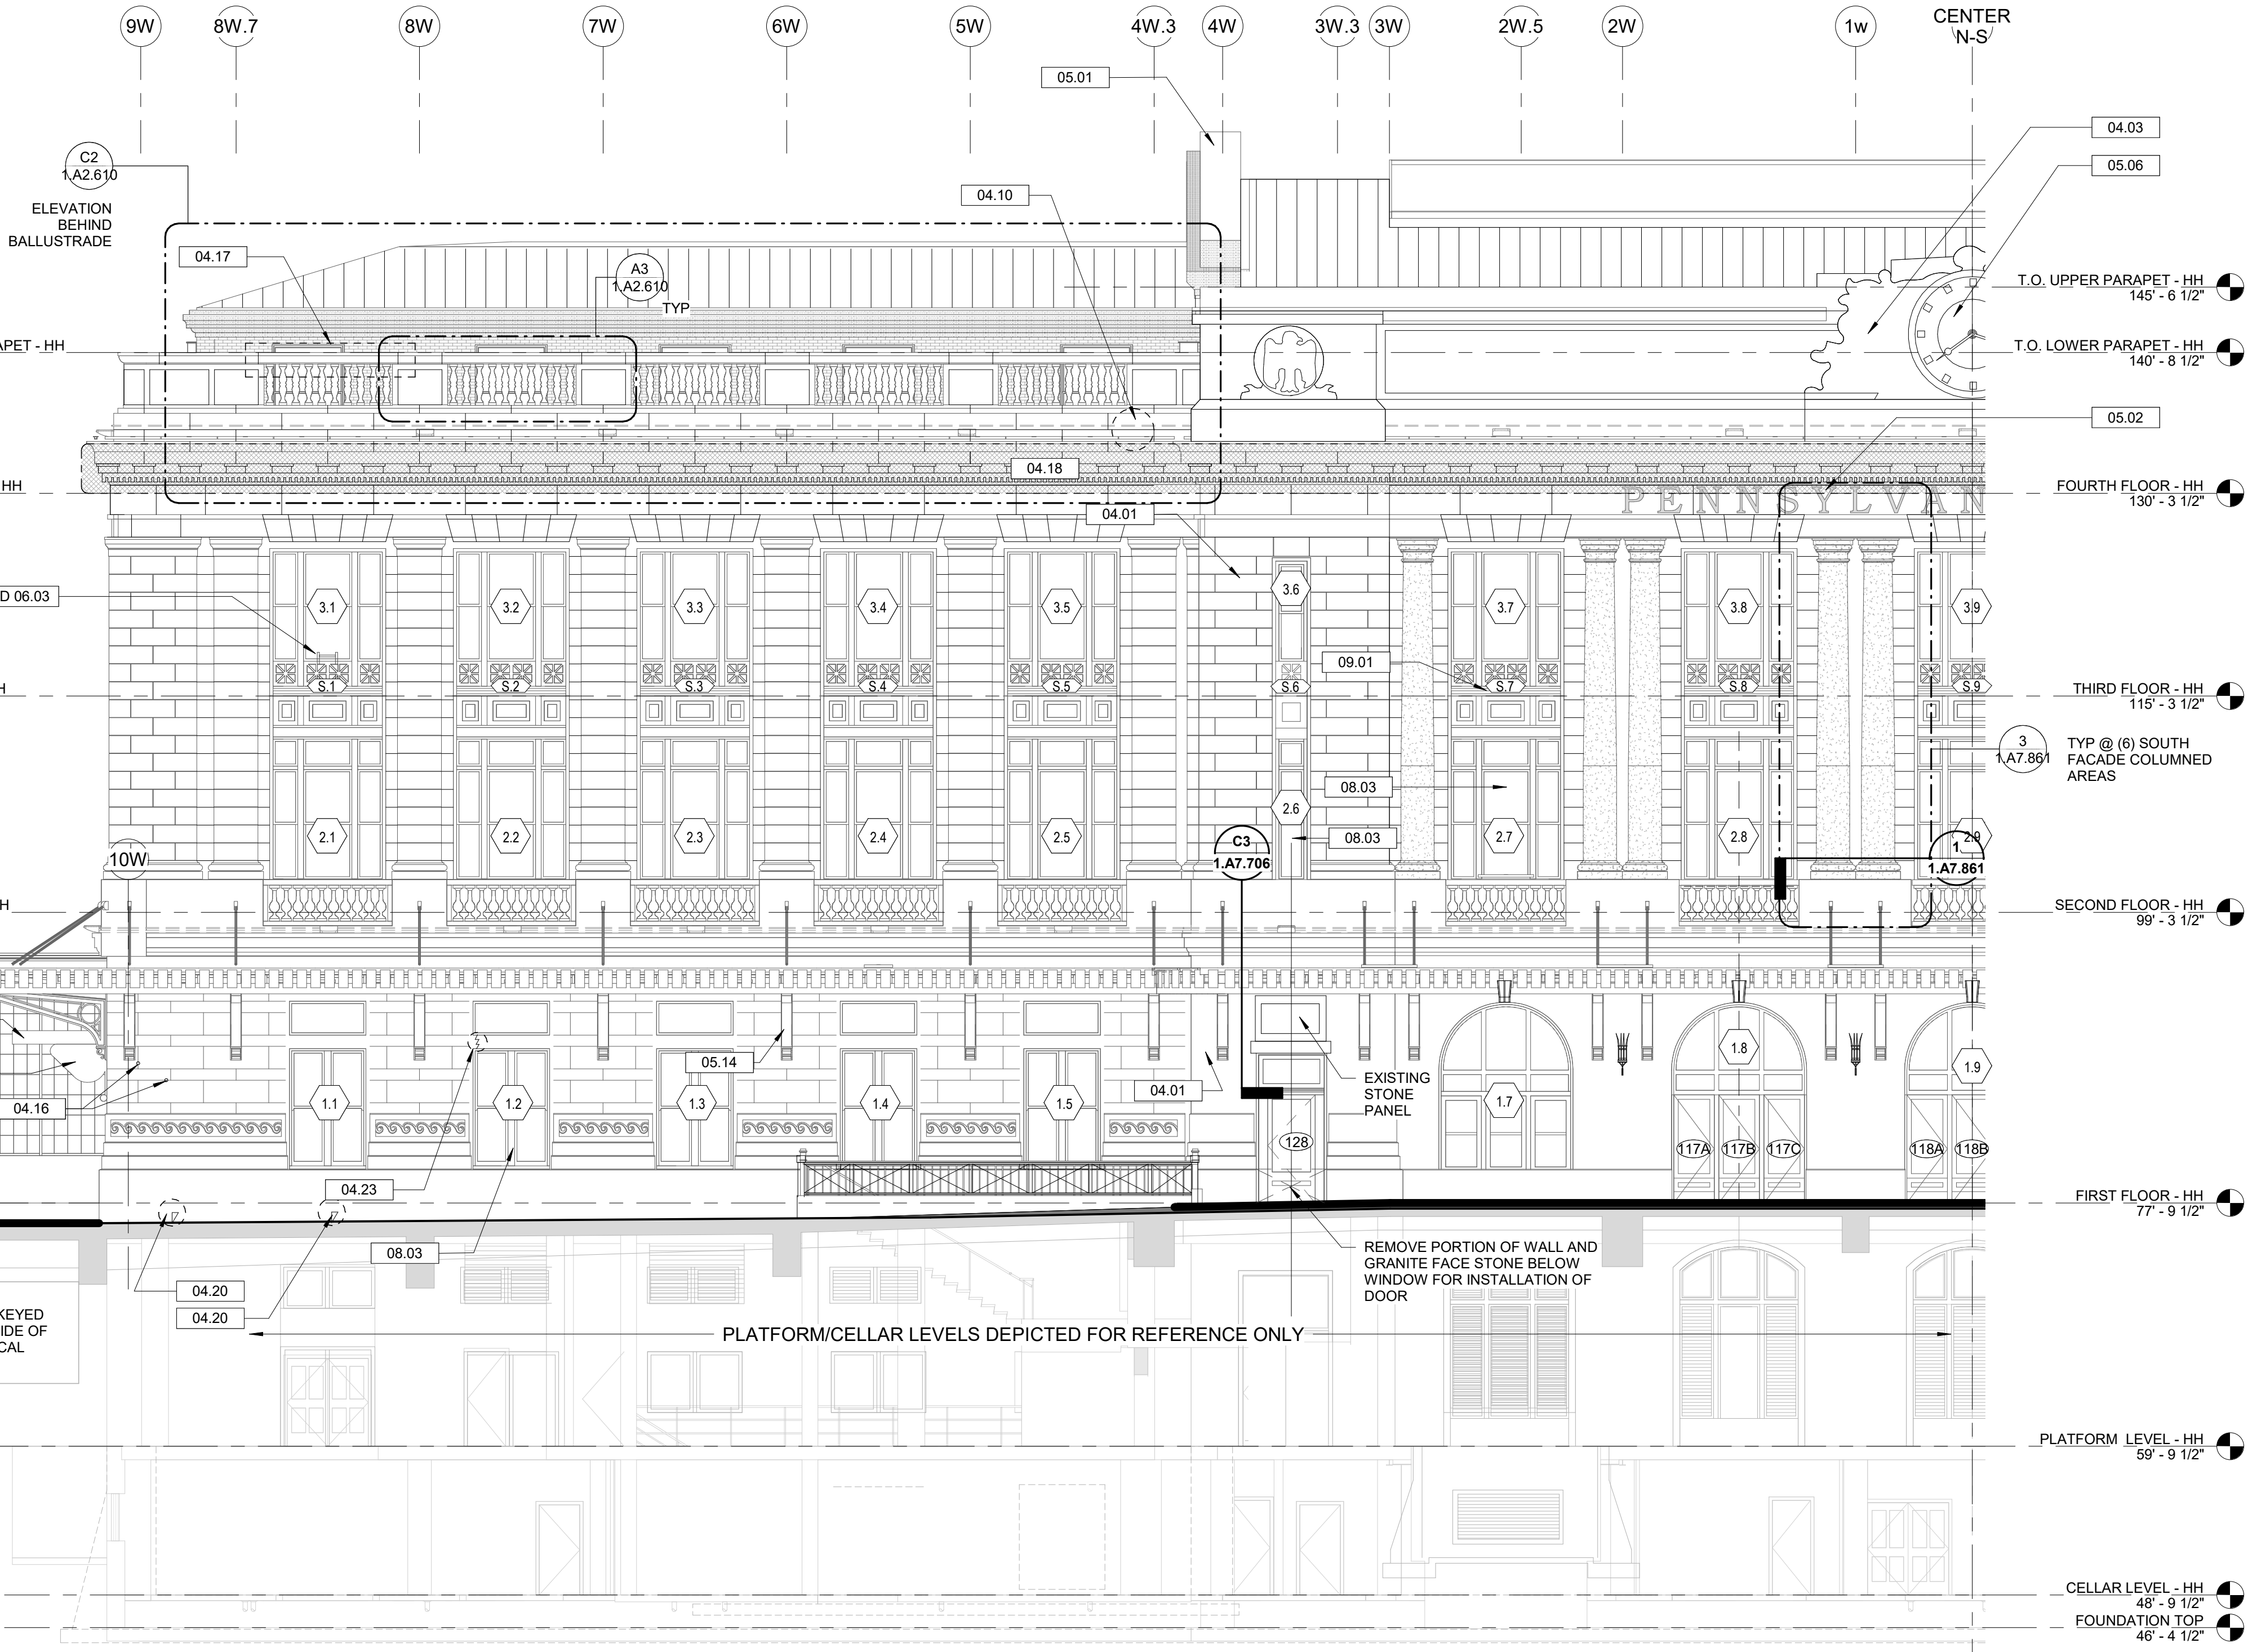 9W
8W.7
8W
7W
6W
5W
4W.3
4W
3W.3
3W
2W.5
2W
1w
CENTER
N-S
05.01
04.03
05.06
C2
1.A2.610
ELEVATION
BEHIND
BALLUSTRADE
04.10
04.17
A3
1.A2.610
TYP
T.O. UPPER PARAPET - HH
145' - 6 1/2"
APET - HH
T.O. LOWER PARAPET - HH
140' - 8 1/2"
05.02
04.18
HH
FOURTH FLOOR - HH
130' - 3 1/2"
PENNSYLVAN
04.01
D 06.03
3.1
3.2
3.3
3.4
3.5
3.6
3.7
3.8
3.9
09.01
S.1
S.2
S.3
S.4
S.5
S.6
S.7
S.8
S.9
H
THIRD FLOOR - HH
115' - 3 1/2"
3
1.A7.861
TYP @ (6) SOUTH
FACADE COLUMNED
AREAS
08.03
2.1
2.2
2.3
2.4
2.5
2.6
2.7
2.8
2.9
08.03
C3
1.A7.706
1
1.A7.861
10W
H
SECOND FLOOR - HH
99' - 3 1/2"
05.14
04.01
EXISTING
STONE
PANEL
04.16
1.1
1.2
1.3
1.4
1.5
1.7
1.8
1.9
128
117A
117B
117C
118A
118B
04.23
FIRST FLOOR - HH
77' - 9 1/2"
08.03
REMOVE PORTION OF WALL AND
GRANITE FACE STONE BELOW
WINDOW FOR INSTALLATION OF
DOOR
04.20
04.20
KEYED
IDE OF
CAL
PLATFORM/CELLAR LEVELS DEPICTED FOR REFERENCE ONLY
PLATFORM LEVEL - HH
59' - 9 1/2"
CELLAR LEVEL - HH
48' - 9 1/2"
FOUNDATION TOP
46' - 4 1/2"